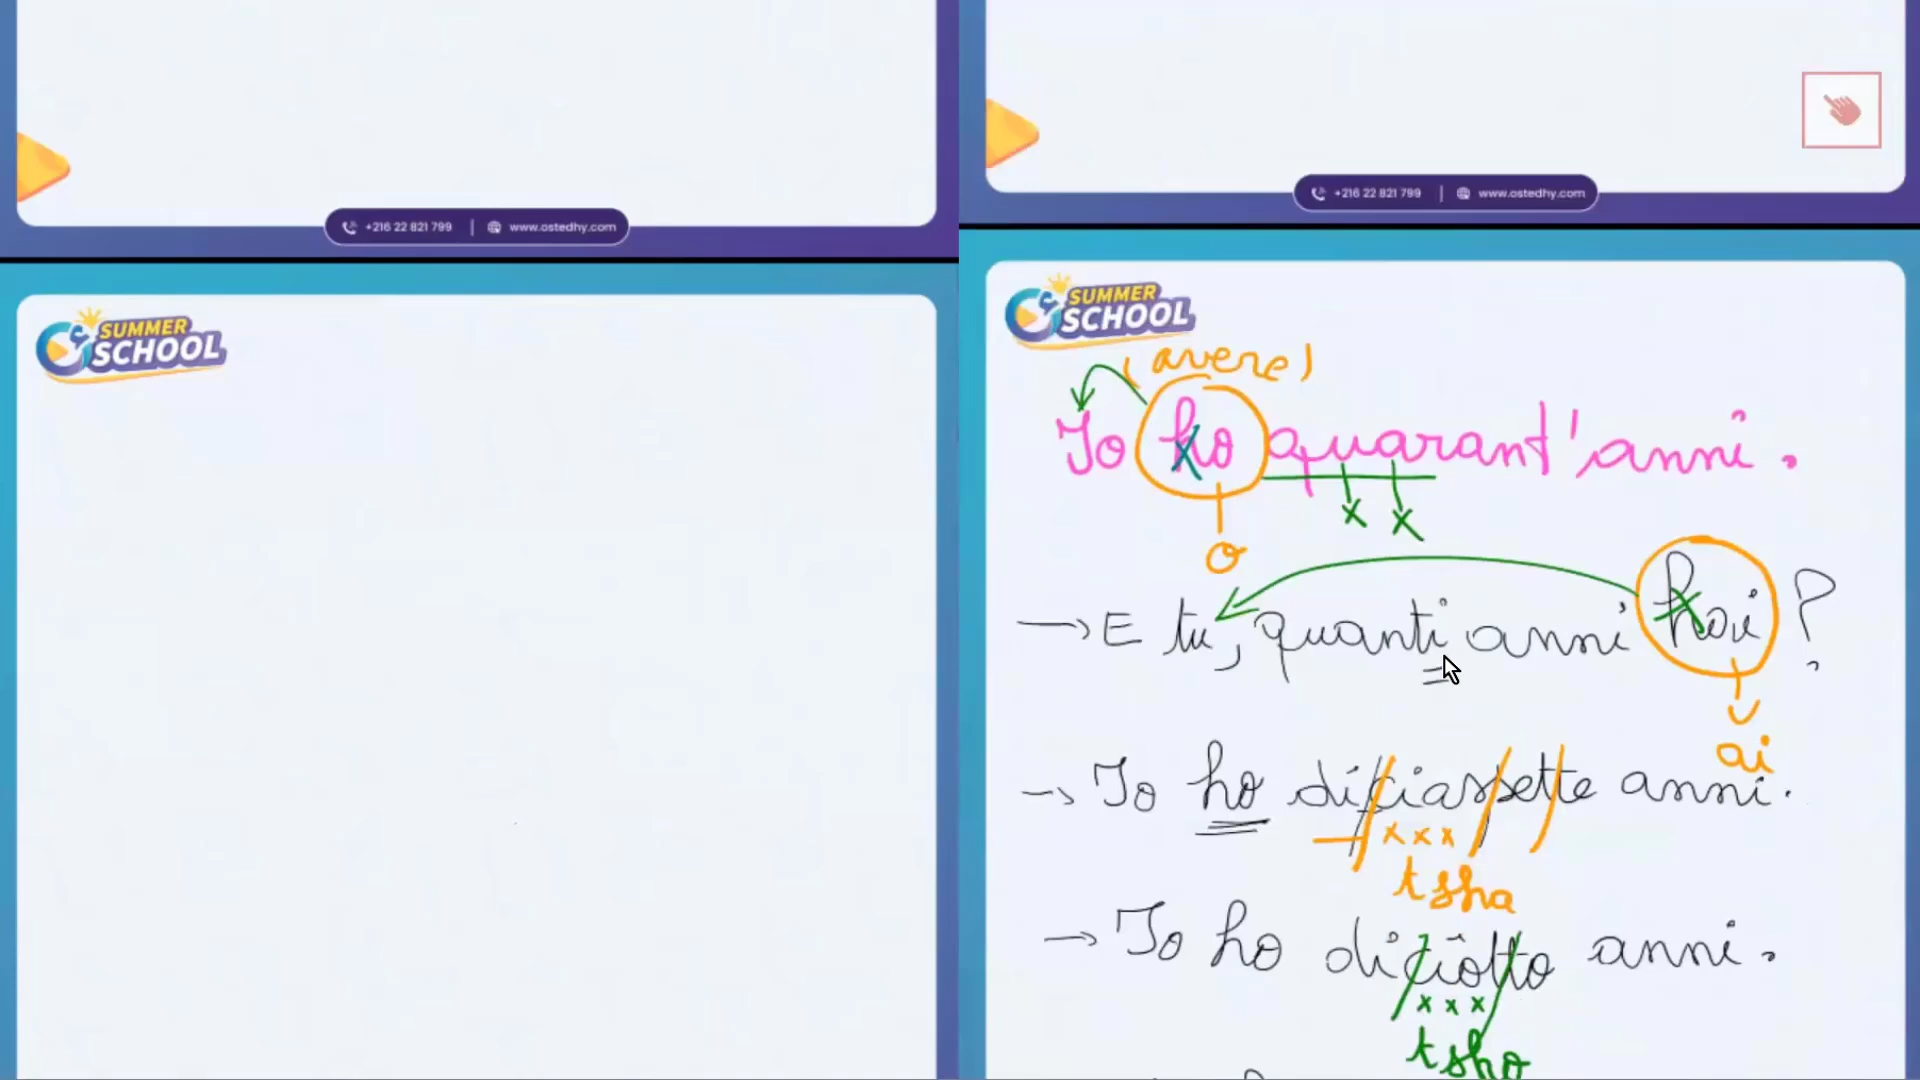 +216 22 821 799 | www.ostedhy.com
+216 22 821 799 | www.ostedhy.com
SUMMER
SCHOOL
SUMMER
SCHOOL
(avere)
Io ho quarant'anni.
x x
o
→ E tu, quanti anni hai ?
ai
→ Io ho diciassette anni.
x x x
tsha
→ Io ho diciotto anni.
x x x
tsho